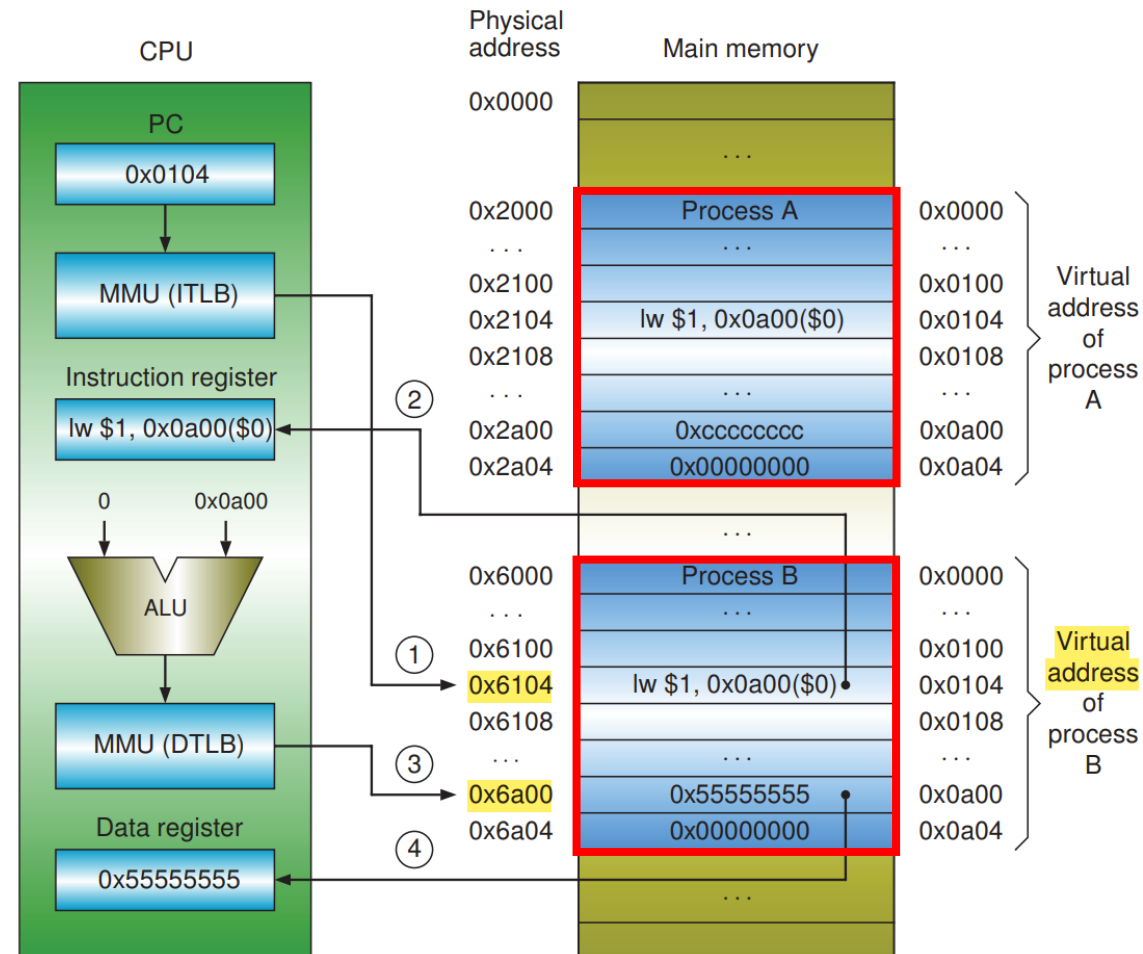 CPU
PC
0x0104
MMU (ITLB)
Instruction register
lw $1, 0x0a00($0)
0 0x0a00
ALU
MMU (DTLB)
Data register
0x55555555
2
1
3
4
Physical
address
0x0000
0x2000
...
0x2100
0x2104
0x2108
...
0x2a00
0x2a04
0x6000
...
0x6100
0x6104
0x6108
...
0x6a00
0x6a04
Main memory
...
Process A
...
lw $1, 0x0a00($0)
...
0xcccccccc
0x00000000
...
Process B
...
lw $1, 0x0a00($0)
...
0x55555555
0x00000000
...
0x0000
...
0x0100
0x0104
0x0108
...
0x0a00
0x0a04
Virtual
address
of
process
A
0x0000
...
0x0100
0x0104
0x0108
...
0x0a00
0x0a04
Virtual
address
of
process
B